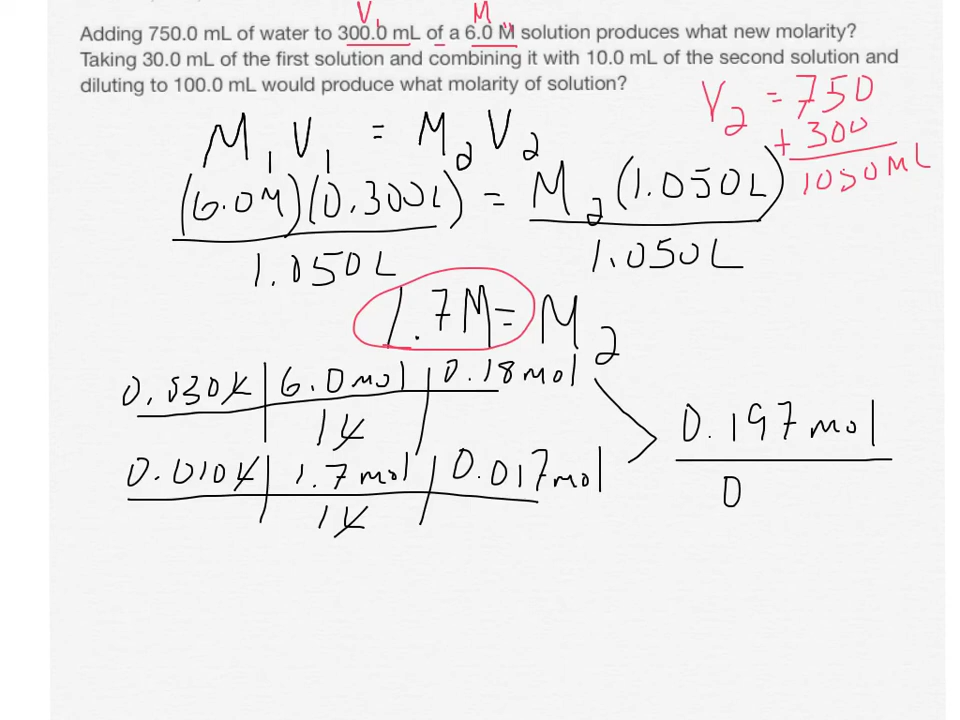 V₁ M₁
Adding 750.0 mL of water to 300.0 mL of a 6.0 M solution produces what new molarity?
Taking 30.0 mL of the first solution and combining it with 10.0 mL of the second solution and
diluting to 100.0 mL would produce what molarity of solution?
V₂ = 750
+ 300
1050 mL
M₁V₁ = M₂V₂
(6.0M)(0.300L) = M₂(1.050L)
1.050L 1.050L
1.7M = M₂
0.030L | 6.0 mol | 0.18 mol
1L
0.010L | 1.7 mol | 0.017 mol
1L
0.197 mol
0